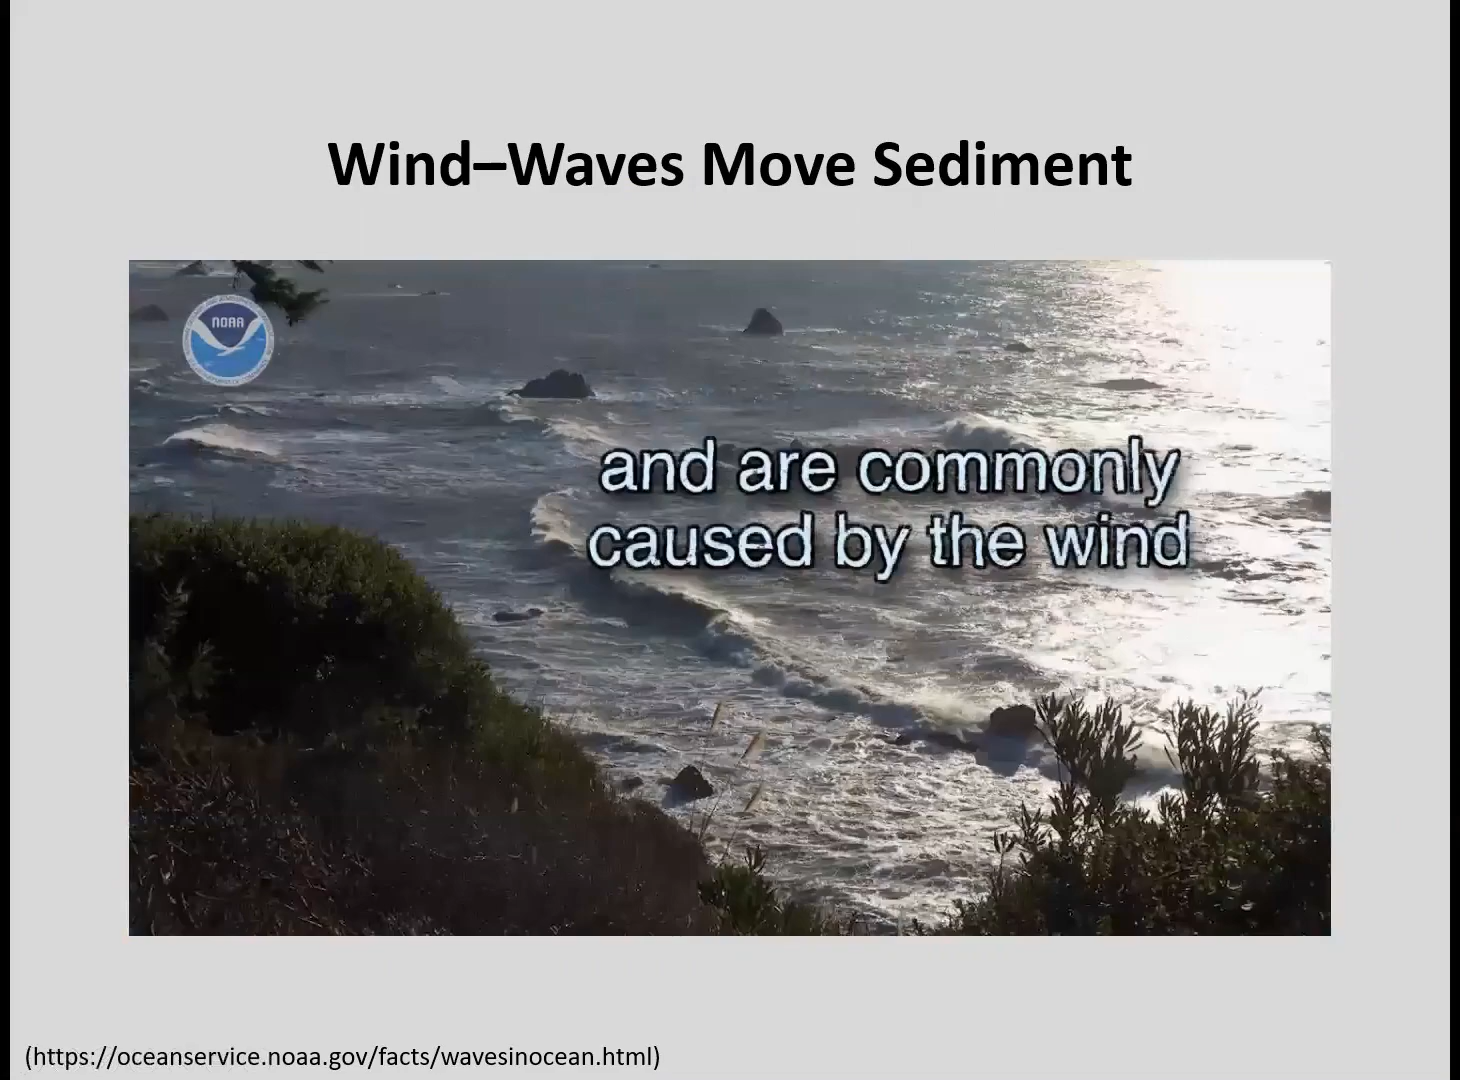 Wind–Waves Move Sediment
NOAA
and are commonly
caused by the wind
(https://oceanservice.noaa.gov/facts/wavesinocean.html)